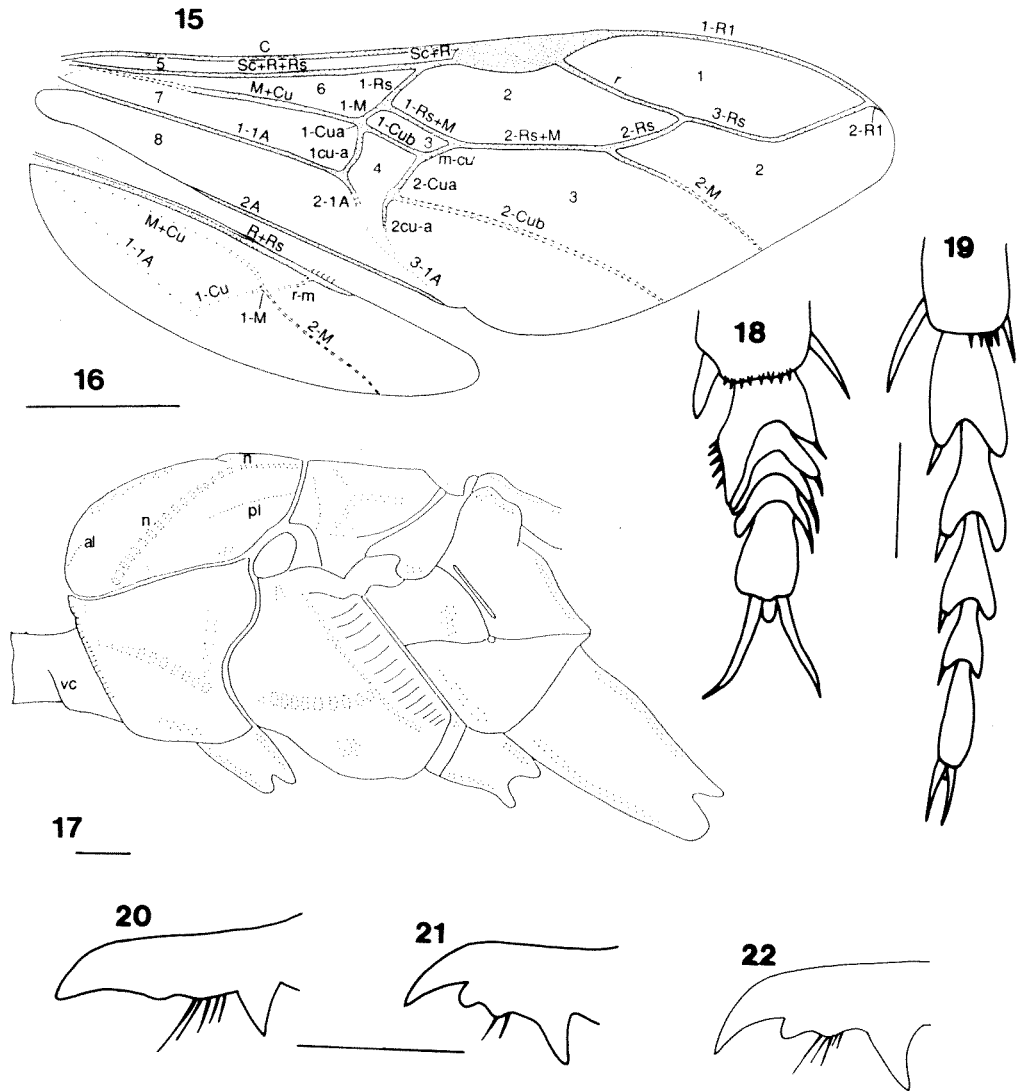 15
C
Sc+R
1-R1
5
Sc+R+Rs
1-Rs
r
1
M+Cu
6
2
7
1-M
1-Rs+M
3-Rs
2-R1
1-1A
1-Cua
1-Cub
3
2-Rs+M
2-Rs
8
1cu-a
4
m-cu
2
2-Cua
3
2-M
2-1A
2A
2cu-a
2-Cub
M+Cu
R+Rs
3-1A
1-1A
1-Cu
r-m
1-M
2-M
16
19
18
n
n
pl
al
vc
17
20
21
22